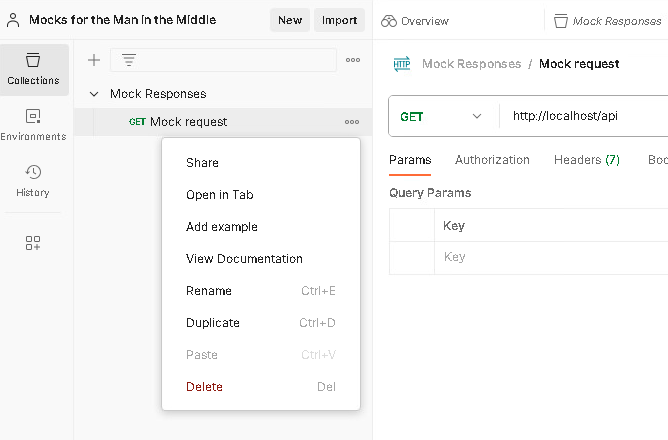 Mocks for the Man in the Middle
New
Import
Overview
Mock Responses
Collections
Environments
History
Mock Responses
GET Mock request
Share
Open in Tab
Add example
View Documentation
Rename Ctrl+E
Duplicate Ctrl+D
Paste Ctrl+V
Delete Del
HTTP Mock Responses / Mock request
GET http://localhost/api
Params Authorization Headers (7) Boo
Query Params
Key
Key